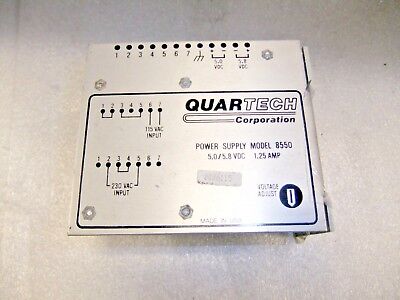 1 2 3 4 5 6 7 5.0 VDC 5.8 VDC
- + - +
QUARTECH
Corporation
1 2 3 4 5 6 7
115 VAC
INPUT
POWER SUPPLY MODEL 8550
5.0/5.8 VDC 1.25 AMP
1 2 3 4 5 6 7
230 VAC
INPUT
VOLTAGE
ADJUST
MADE IN USA